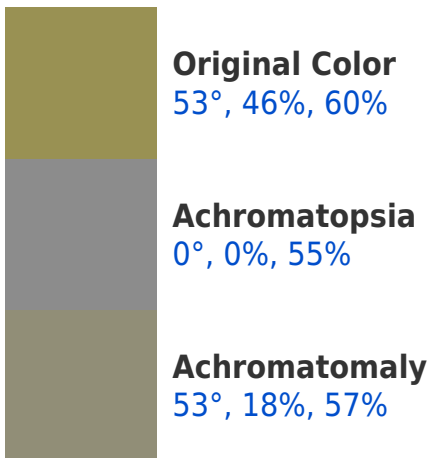 Original Color
53°, 46%, 60%
Achromatopsia
0°, 0%, 55%
Achromatomaly
53°, 18%, 57%